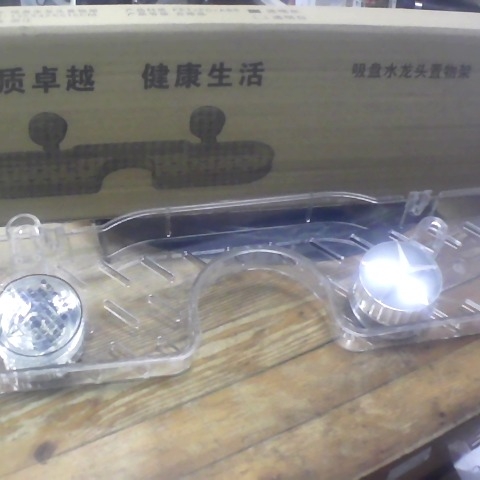 质卓越 健康生活
吸盘水龙头置物架